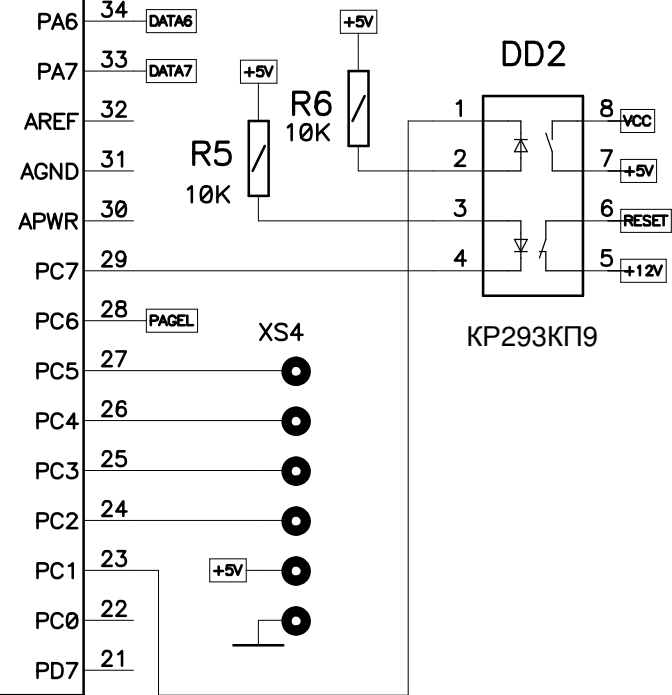 PA6 34 DATA6
PA7 33 DATA7
AREF 32
AGND 31
APWR 30
PC7 29
PC6 28 PAGEL
PC5 27
PC4 26
PC3 25
PC2 24
PC1 23
PC0 22
PD7 21
+5V
R5
10K
+5V
R6
10K
DD2
1 8 VCC
2 7 +5V
3 6 RESET
4 5 +12V
КР293КП9
XS4
+5V